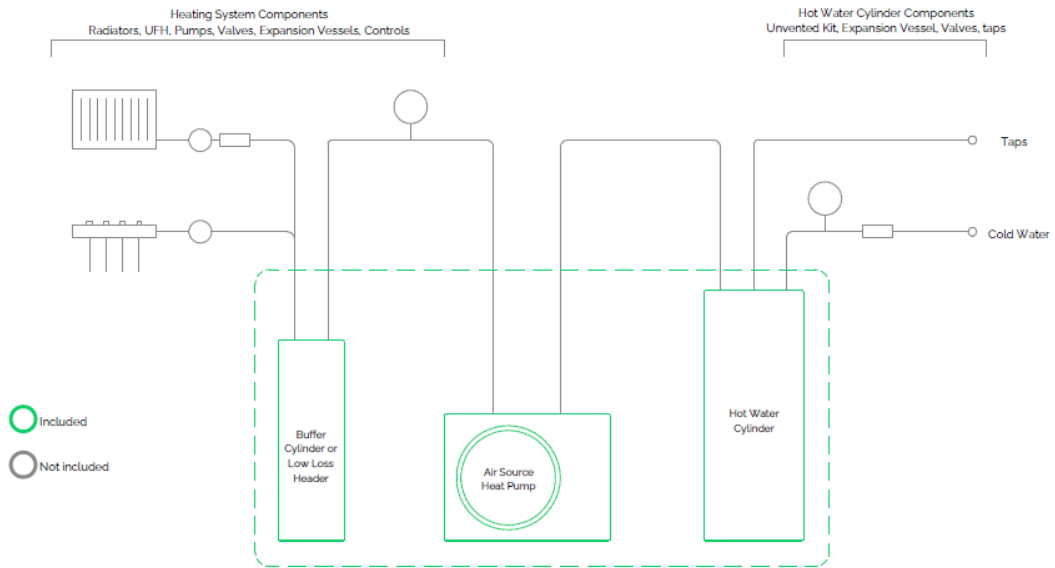 Heating System Components
Radiators, UFH, Pumps, Valves, Expansion Vessels, Controls
Hot Water Cylinder Components
Unvented Kit, Expansion Vessel, Valves, taps
Taps
Cold Water
Included
Not included
Buffer
Cylinder or
Low Loss
Header
Air Source
Heat Pump
Hot Water
Cylinder